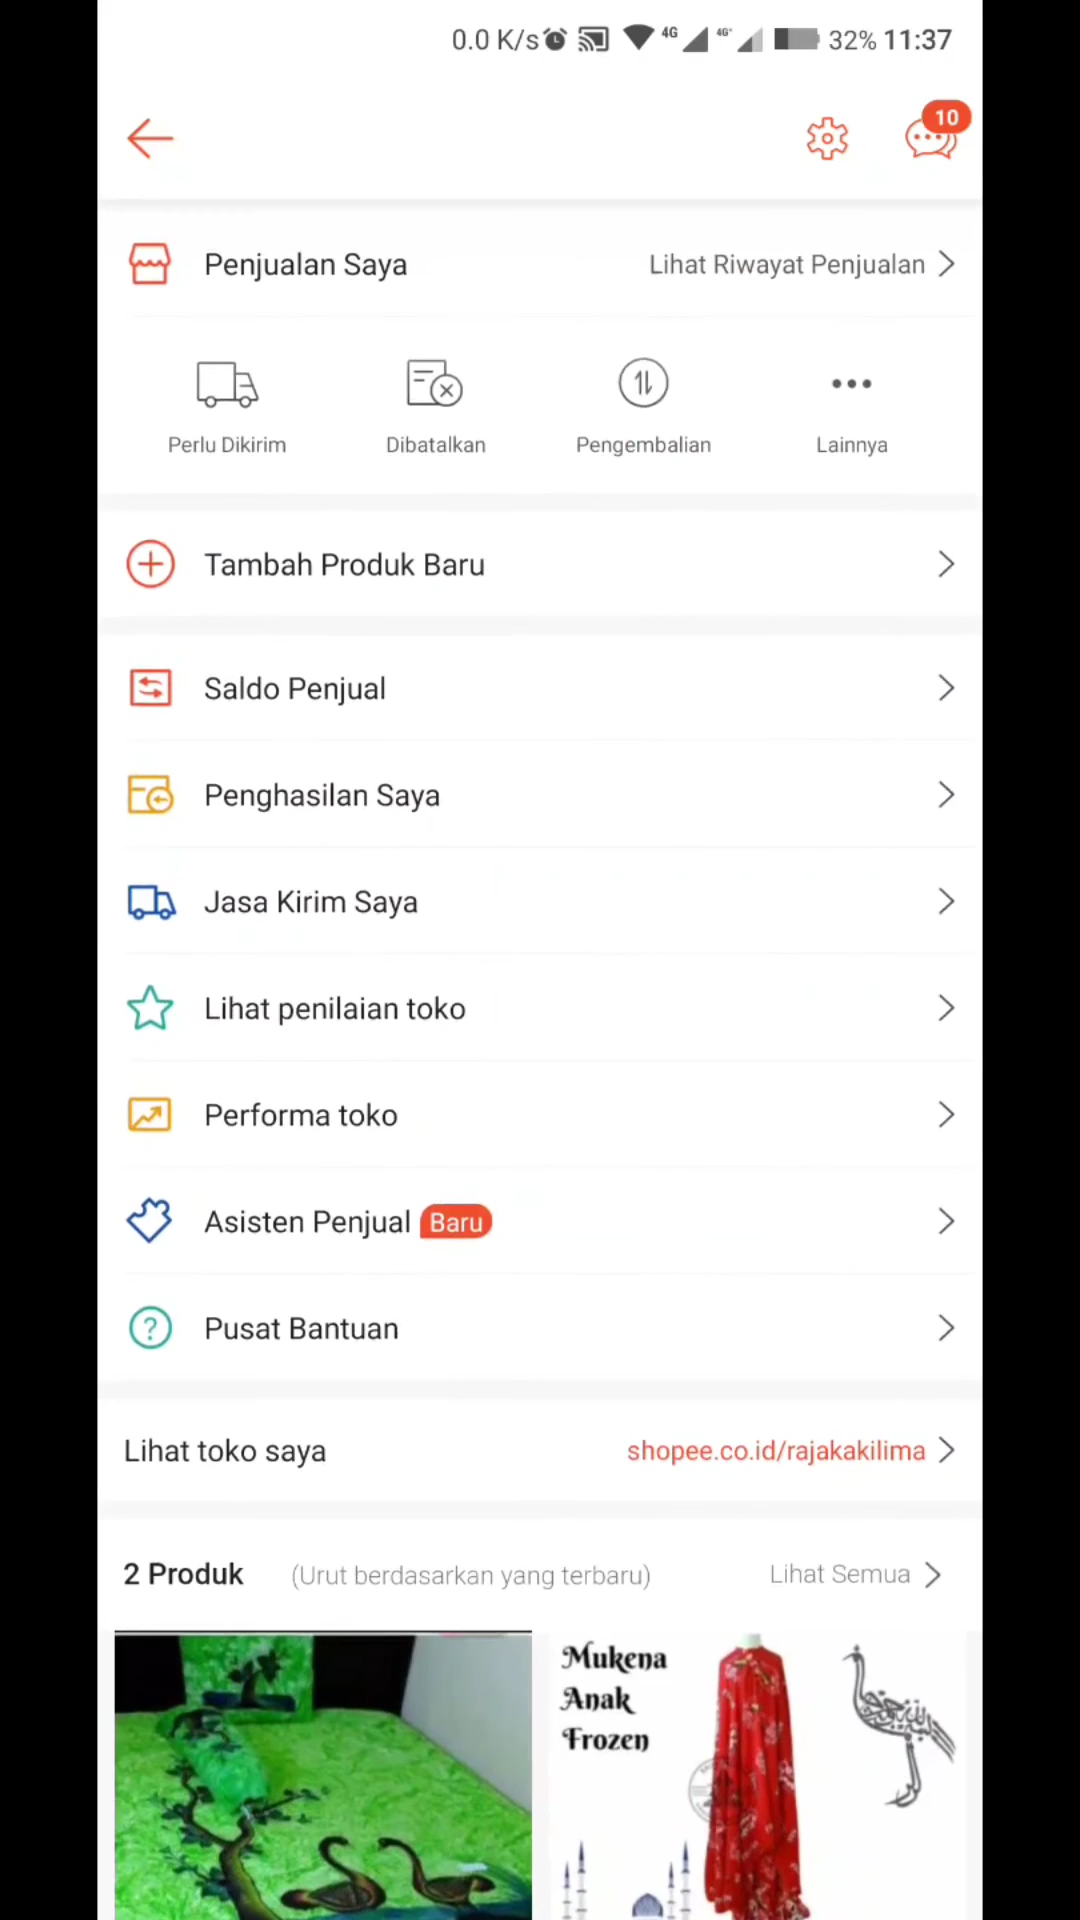 0.0 K/s 4G 4G+ 32% 11:37
10
Penjualan Saya Lihat Riwayat Penjualan
Perlu Dikirim Dibatalkan Pengembalian Lainnya
Tambah Produk Baru
Saldo Penjual
Penghasilan Saya
Jasa Kirim Saya
Lihat penilaian toko
Performa toko
Asisten Penjual Baru
Pusat Bantuan
Lihat toko saya shopee.co.id/rajakakilima
2 Produk (Urut berdasarkan yang terbaru) Lihat Semua
Mukena
Anak
Frozen